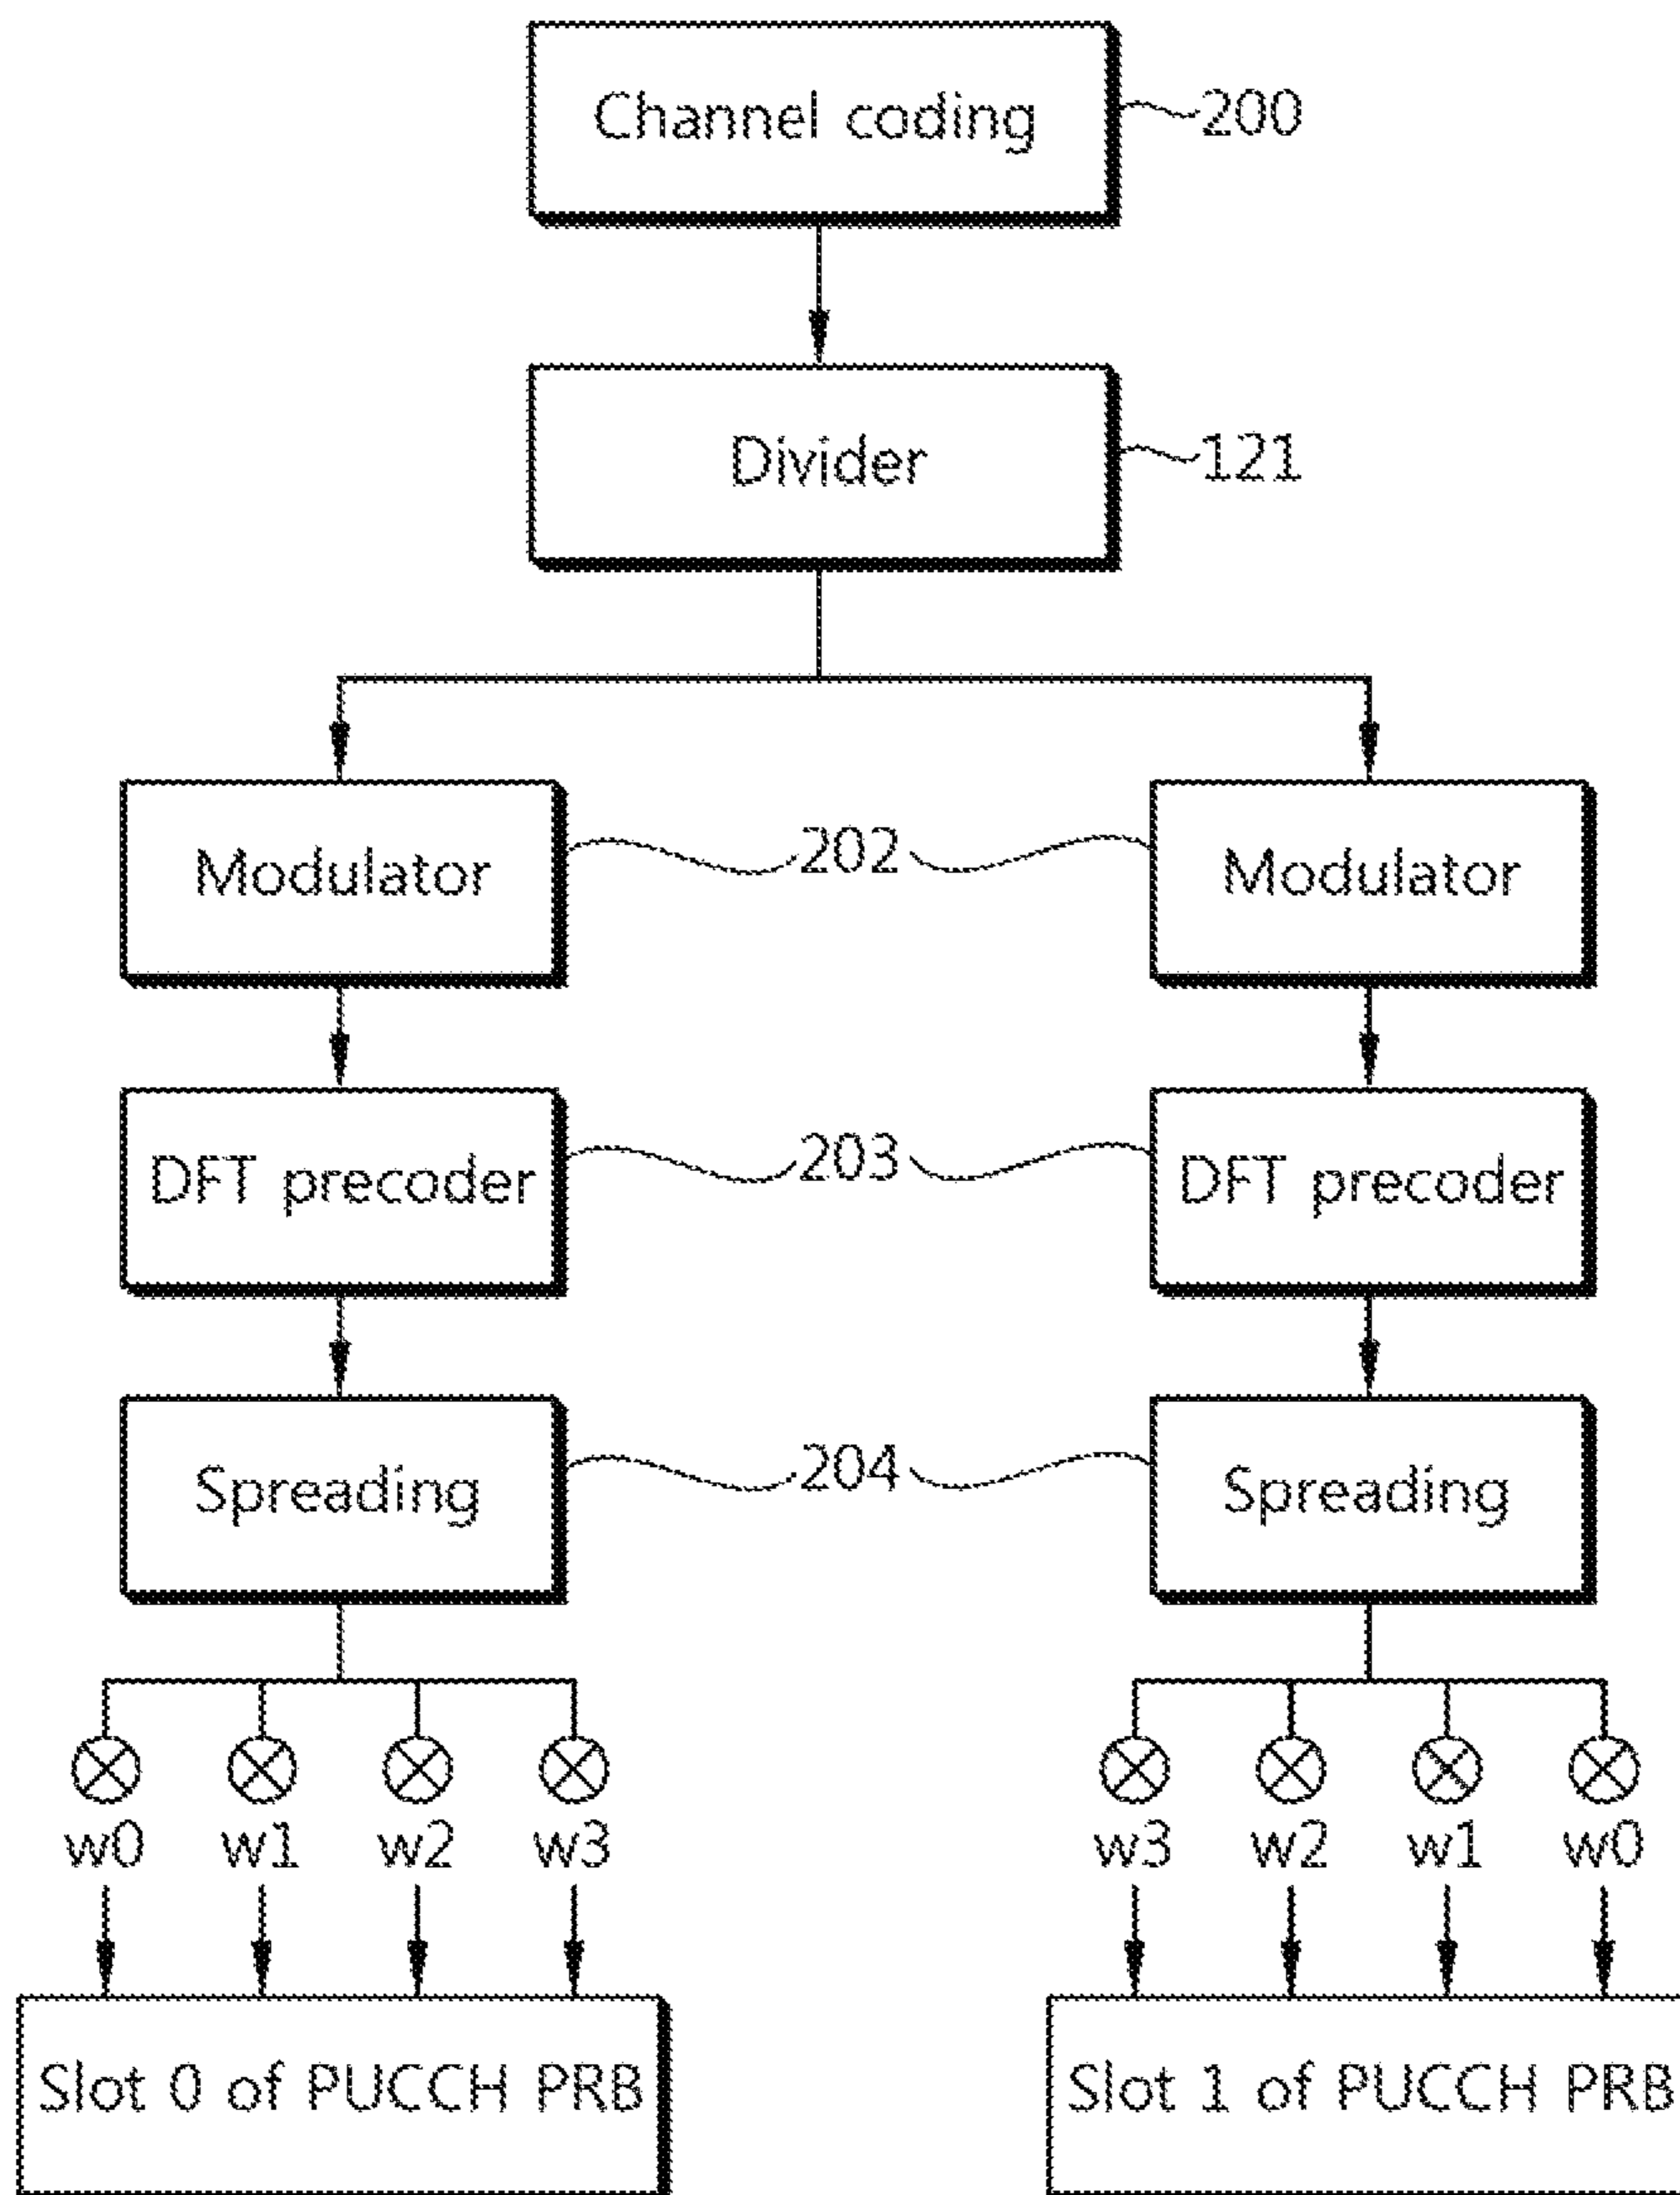 Channel coding
200
Divider
121
Modulator
202
Modulator
DFT precoder
203
DFT precoder
Spreading
204
Spreading
w0 w1 w2 w3
w3 w2 w1 w0
Slot 0 of PUCCH PRB
Slot 1 of PUCCH PRB